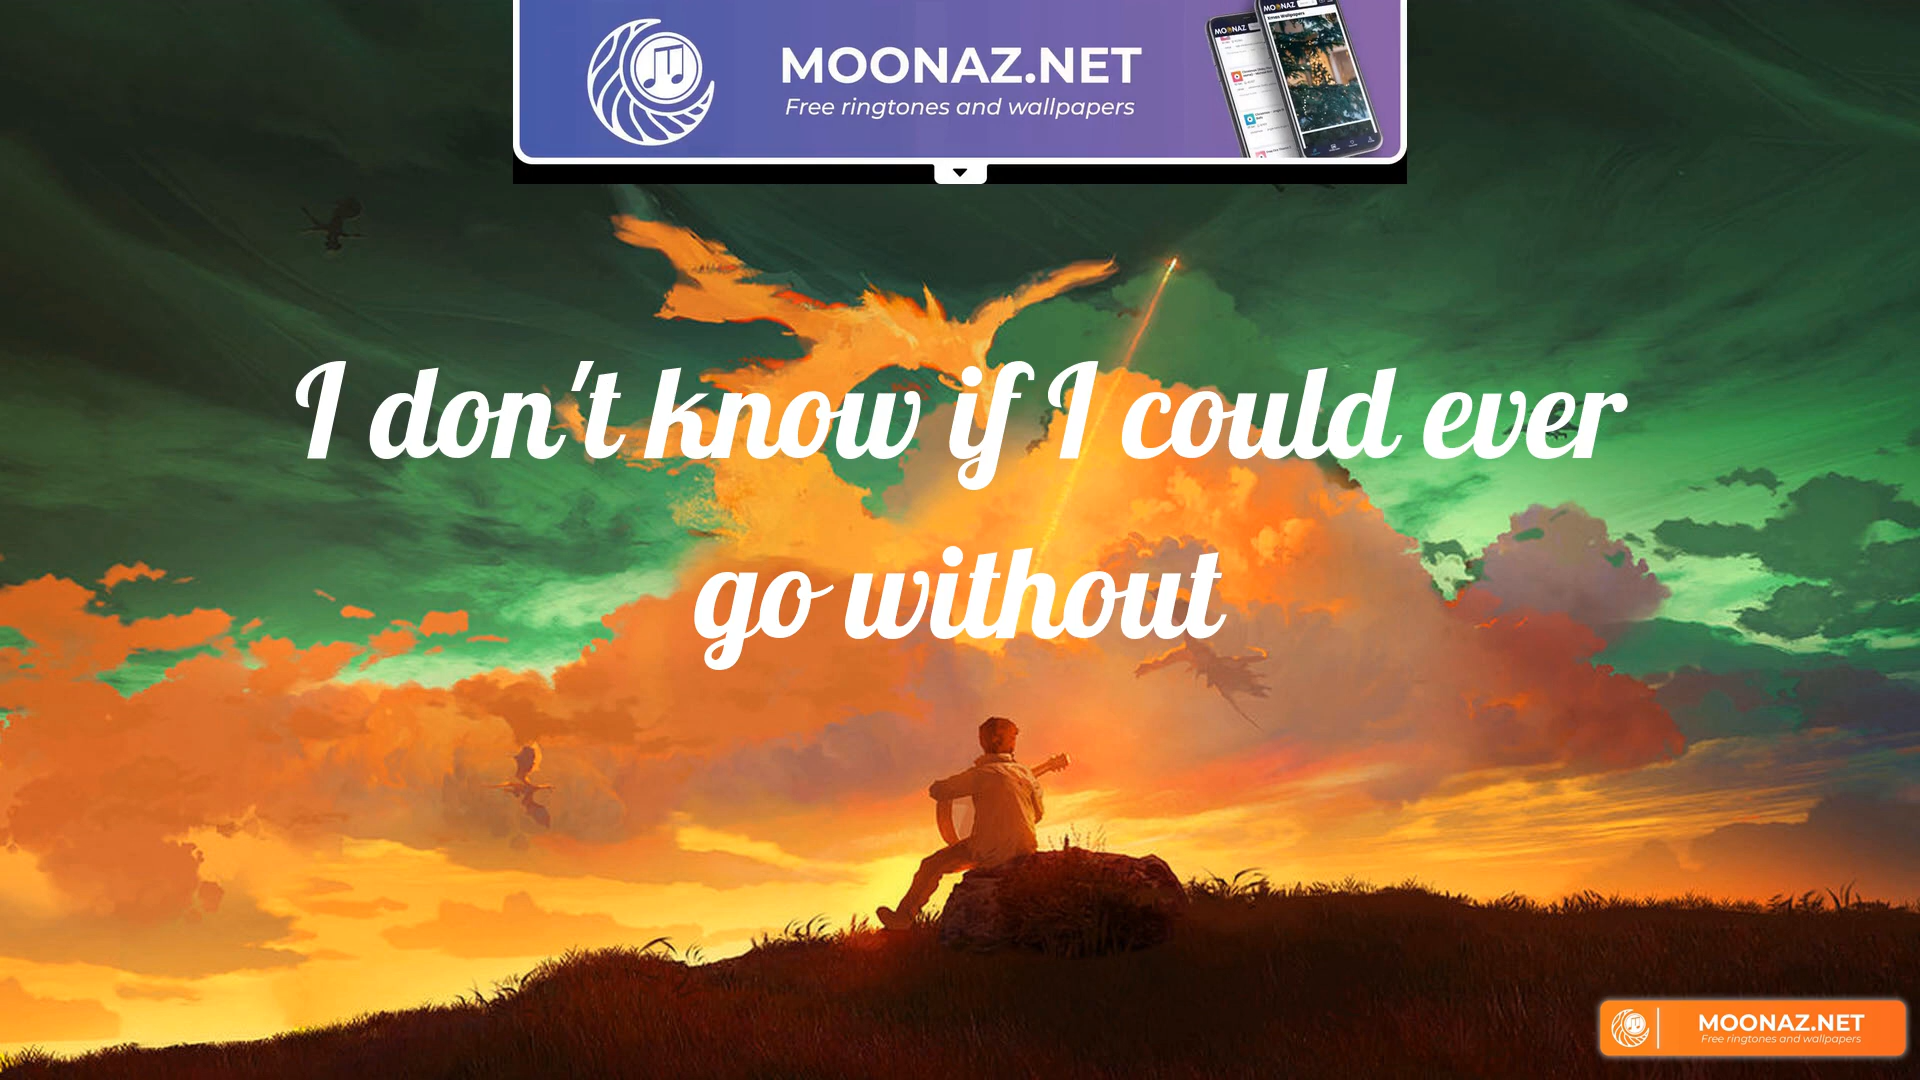 MOONAZ.NET
Free ringtones and wallpapers
I don't know if I could ever
go without
MOONAZ.NET
Free ringtones and wallpapers